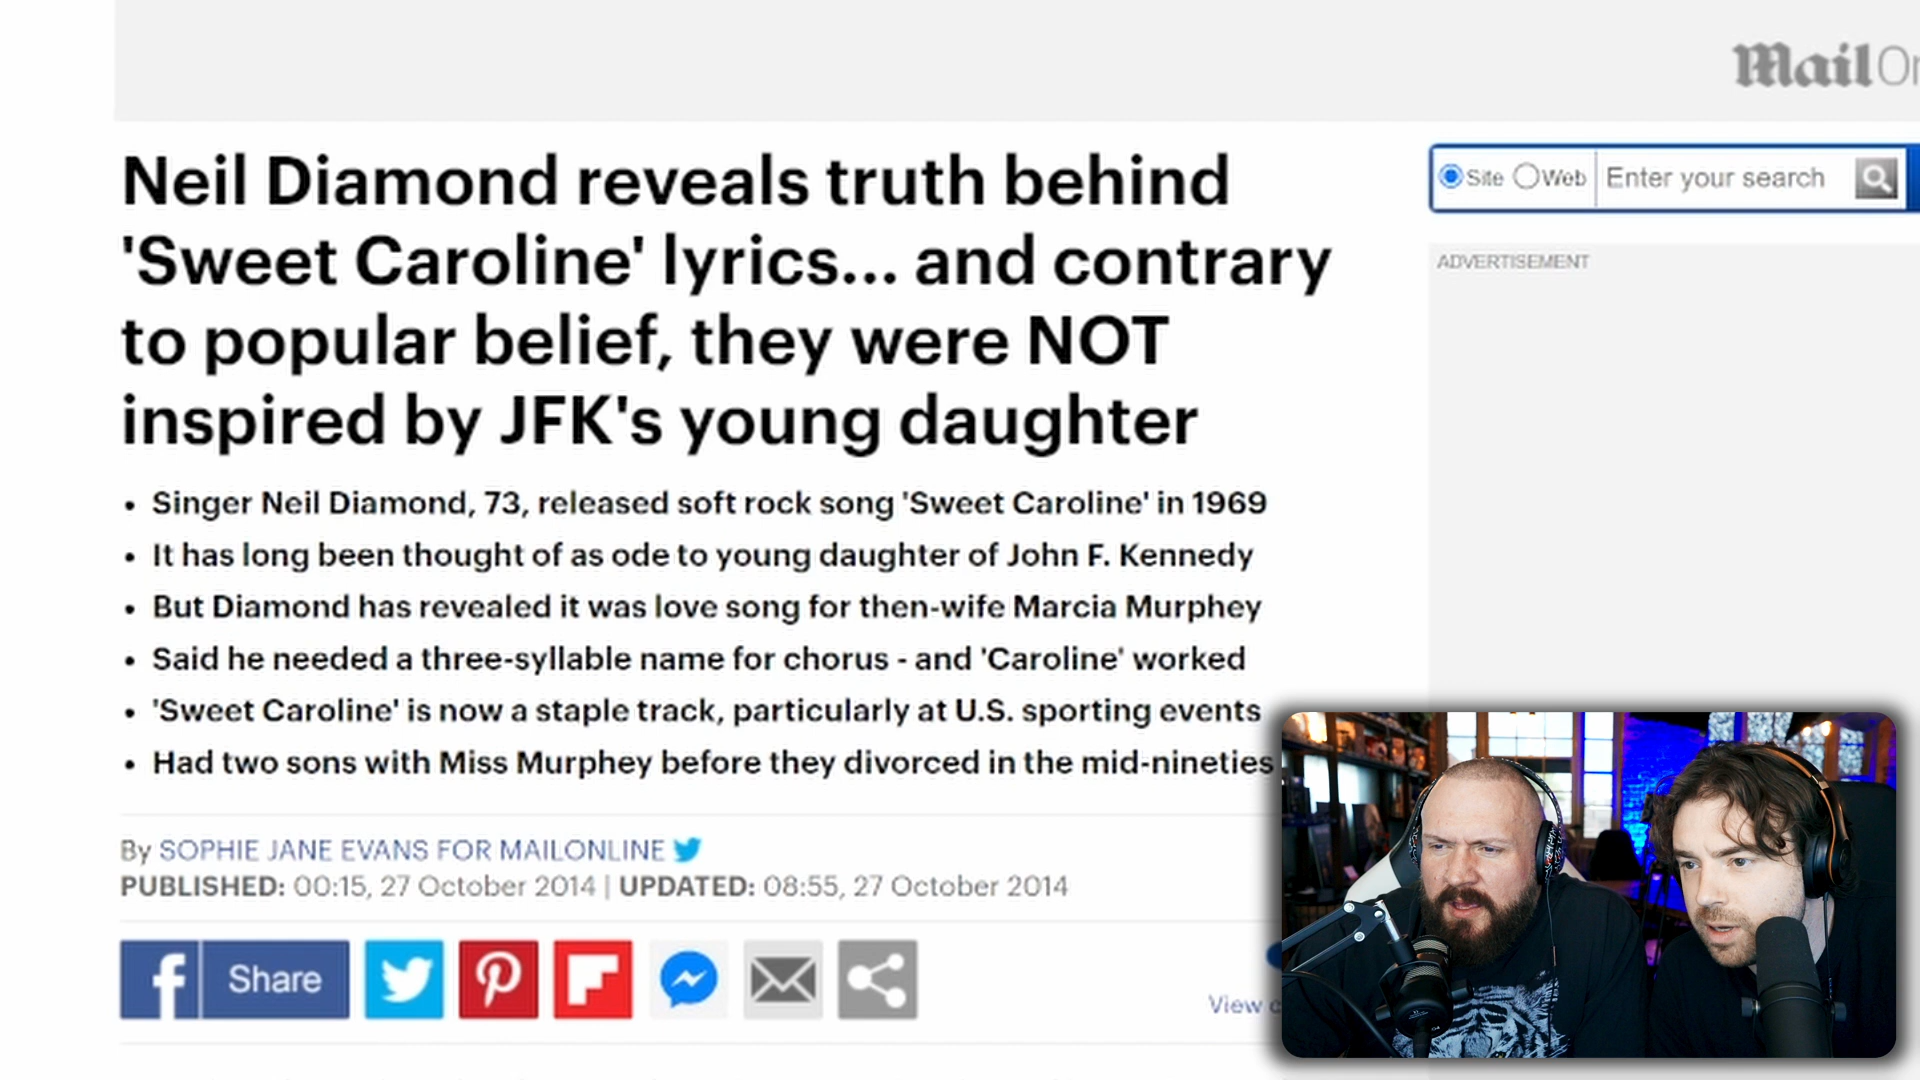 Mail
Neil Diamond reveals truth behind
'Sweet Caroline' lyrics... and contrary
to popular belief, they were NOT
inspired by JFK's young daughter
Site Web Enter your search
ADVERTISEMENT
• Singer Neil Diamond, 73, released soft rock song 'Sweet Caroline' in 1969
• It has long been thought of as ode to young daughter of John F. Kennedy
• But Diamond has revealed it was love song for then-wife Marcia Murphey
• Said he needed a three-syllable name for chorus - and 'Caroline' worked
• 'Sweet Caroline' is now a staple track, particularly at U.S. sporting events
• Had two sons with Miss Murphey before they divorced in the mid-nineties
By SOPHIE JANE EVANS FOR MAILONLINE
PUBLISHED: 00:15, 27 October 2014 | UPDATED: 08:55, 27 October 2014
Share
View